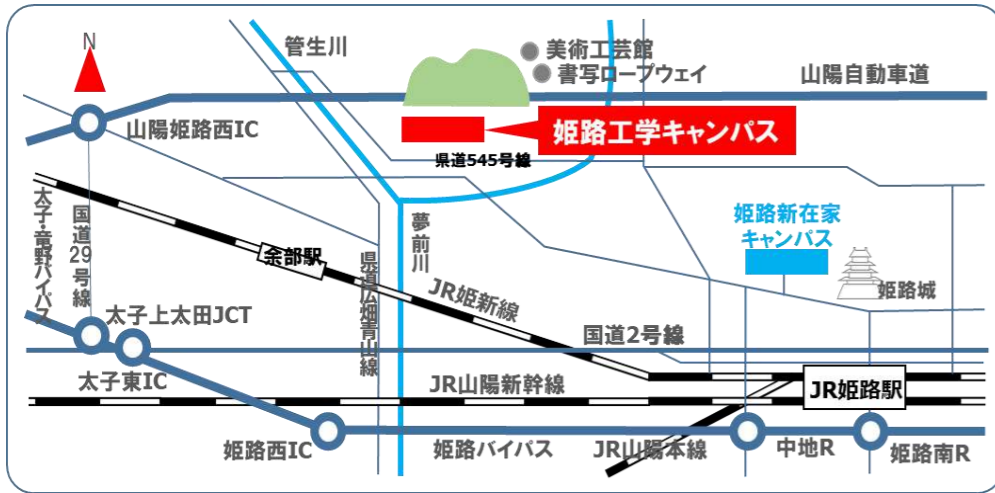 N
管生川
美術工芸館
書写ロープウェイ
山陽自動車道
山陽姫路西IC
姫路工学キャンパス
県道545号線
太子・竜野バイパス
国道29号線
余部駅
県道広畑青山線
夢前川
姫路新在家
キャンパス
姫路城
JR姫新線
太子上太田JCT
国道2号線
太子東IC
JR山陽新幹線
JR姫路駅
姫路西IC
姫路バイパス
JR山陽本線
中地R
姫路南R